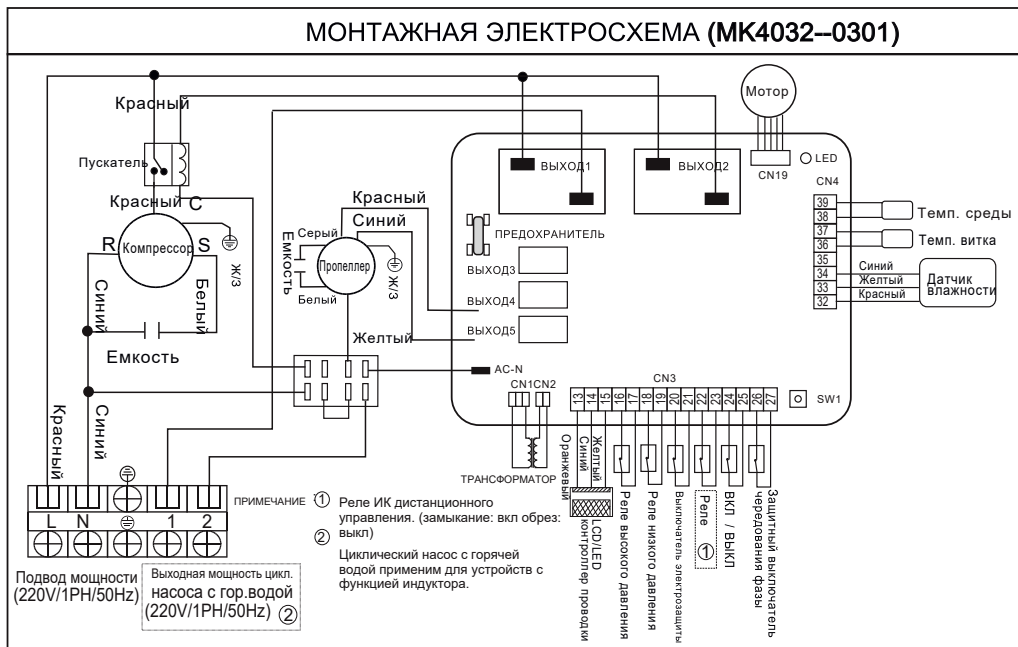 МОНТАЖНАЯ ЭЛЕКТРОСХЕМА (MK4032--0301)
Красный
Пускатель
Красный
C
R
Компрессор
S
Ж/З
Синий
Белый
Емкость
Красный
Синий
Серый
Емкость
Пропеллер
Белый
Ж/З
Красный
Синий
Желтый
Мотор
CN19
LED
ВЫХОД1
ВЫХОД2
ПРЕДОХРАНИТЕЛЬ
ВЫХОД3
ВЫХОД4
ВЫХОД5
AC-N
CN1CN2
CN3
CN4
39
38
37
36
35
34
33
32
Темп. среды
Темп. витка
Синий
Желтый
Красный
Датчик
влажности
SW1
13
14
15
16
17
18
19
20
21
22
23
24
25
26
27
ТРАНСФОРМАТОР
Оранжевый
Синий
Желтый
LCD/LED
контроллер проводки
Реле высокого давления
Реле низкого давления
Выключатель электрозащиты
Реле
①
ВКЛ / ВЫКЛ
Защитный выключатель
чередования фазы
L
N
1
2
Подвод мощности
(220V/1PH/50Hz)
Выходная мощность цикл.
насоса с гор.водой
(220V/1PH/50Hz) ②
ПРИМЕЧАНИЕ :
① Реле ИК дистанционного
управления. (замыкание: вкл обрез:
выкл)
② Циклический насос с горячей
водой применим для устройств с
функцией индуктора.